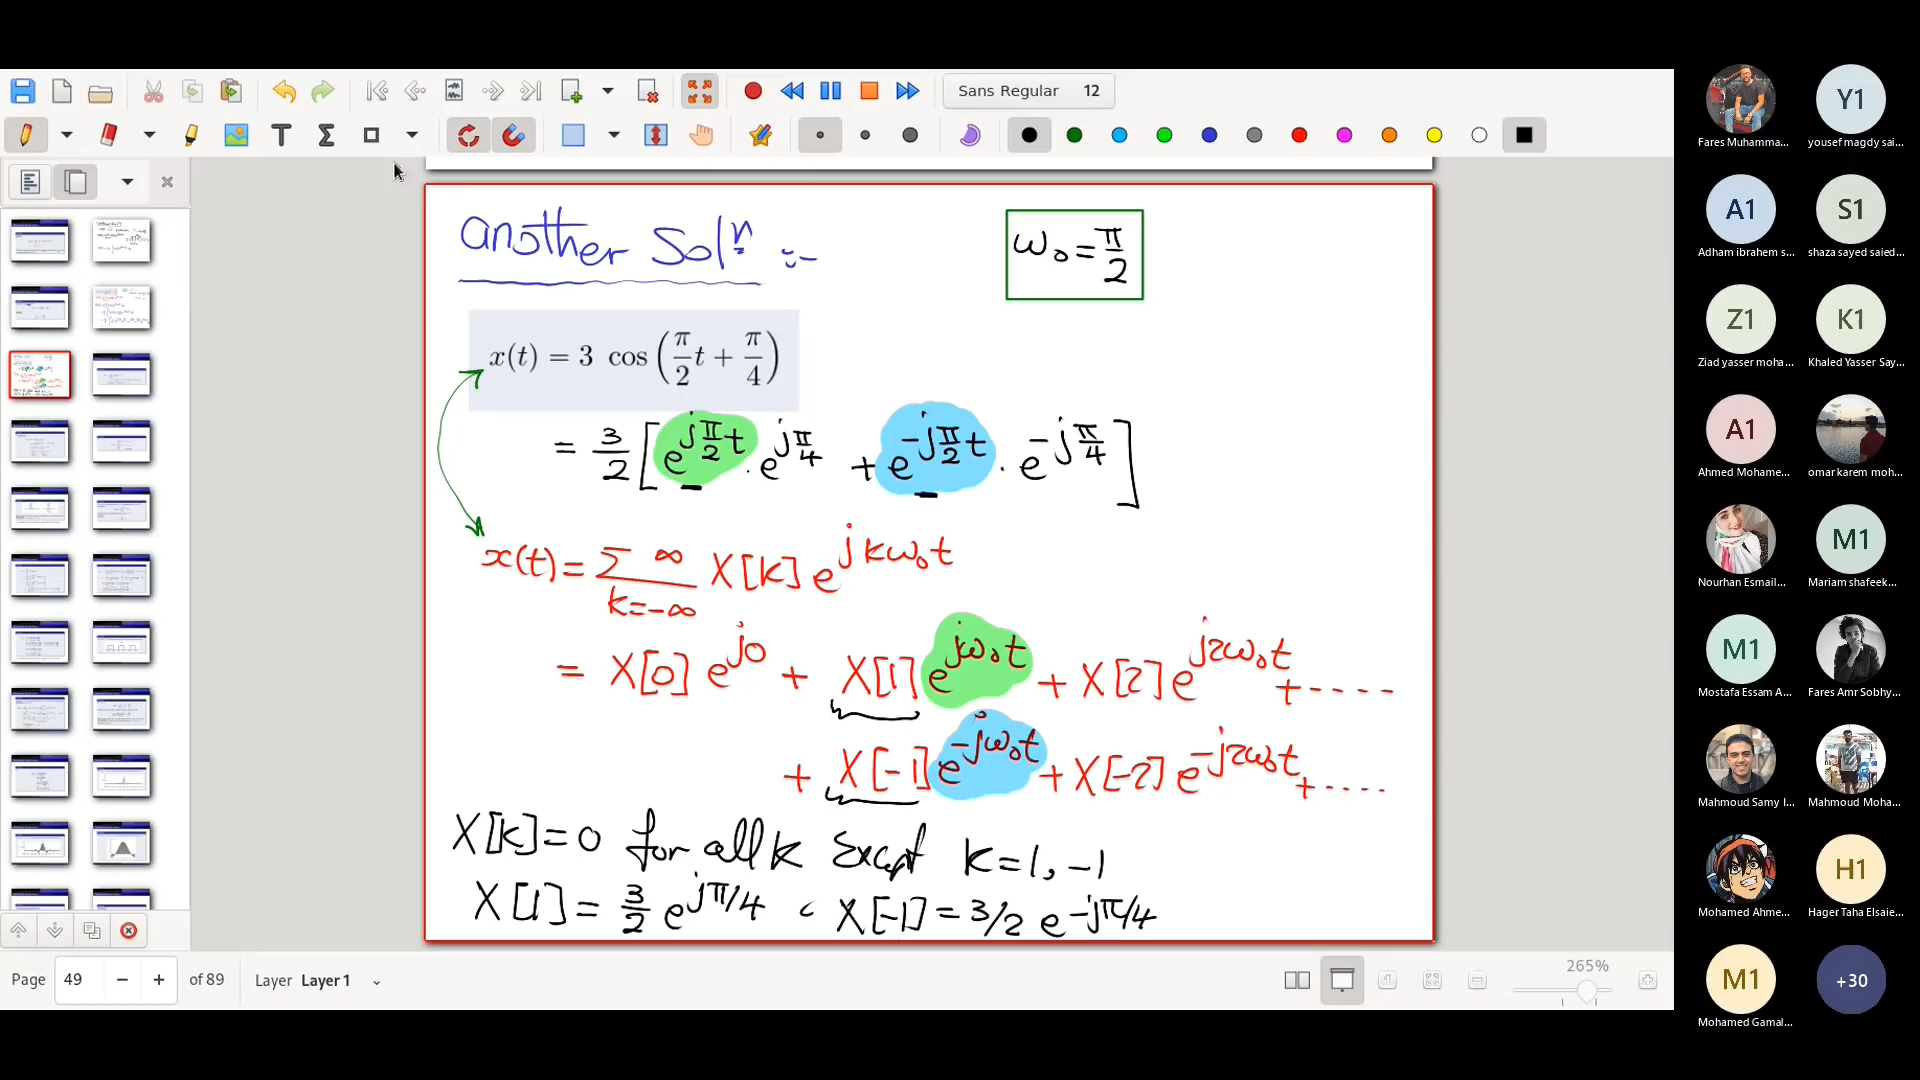 Sans Regular 12
another Solⁿ :-
ω₀ = π/2
x(t) = 3 cos (π/2 t + π/4)
= 3/2 [e^{jπ/2 t} . e^{jπ/4} + e^{-jπ/2 t} . e^{-jπ/4}]
x(t) = Σ_{k=-∞}^{∞} X[k] e^{jkω₀t}
= X[0] e^{j0} + X[1] e^{jω₀t} + X[2] e^{j2ω₀t} + ----
+ X[-1] e^{-jω₀t} + X[-2] e^{-j2ω₀t} + ....
X[k] = 0 for all k Except k = 1, -1
X[1] = 3/2 e^{jπ/4} , X[-1] = 3/2 e^{-jπ/4}
Page 49 of 89 Layer Layer 1 265%
Y1
Fares Muhamma... yousef magdy sai...
A1 S1
Adham ibrahem s... shaza sayed saied...
Z1 K1
Ziad yasser moha... Khaled Yasser Say...
A1
Ahmed Mohame... omar karem moh...
M1
Nourhan Esmail... Mariam shafeek...
M1
Mostafa Essam A... Fares Amr Sobhy...
Mahmoud Samy I... Mahmoud Moha...
H1
Mohamed Ahme... Hager Taha Elsaie...
M1 +30
Mohamed Gamal...